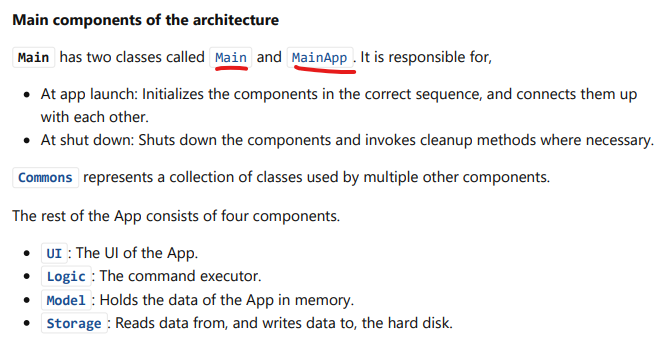 Main components of the architecture
Main has two classes called Main and MainApp. It is responsible for,
At app launch: Initializes the components in the correct sequence, and connects them up
with each other.
At shut down: Shuts down the components and invokes cleanup methods where necessary.
Commons represents a collection of classes used by multiple other components.
The rest of the App consists of four components.
UI: The UI of the App.
Logic: The command executor.
Model: Holds the data of the App in memory.
Storage: Reads data from, and writes data to, the hard disk.